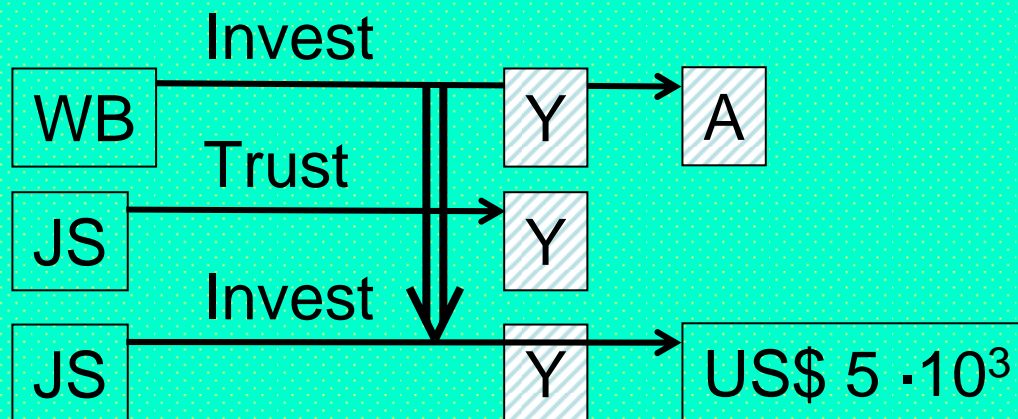 Invest
WB Y A
Trust
JS Y
Invest
JS Y US$ 5 ·10³